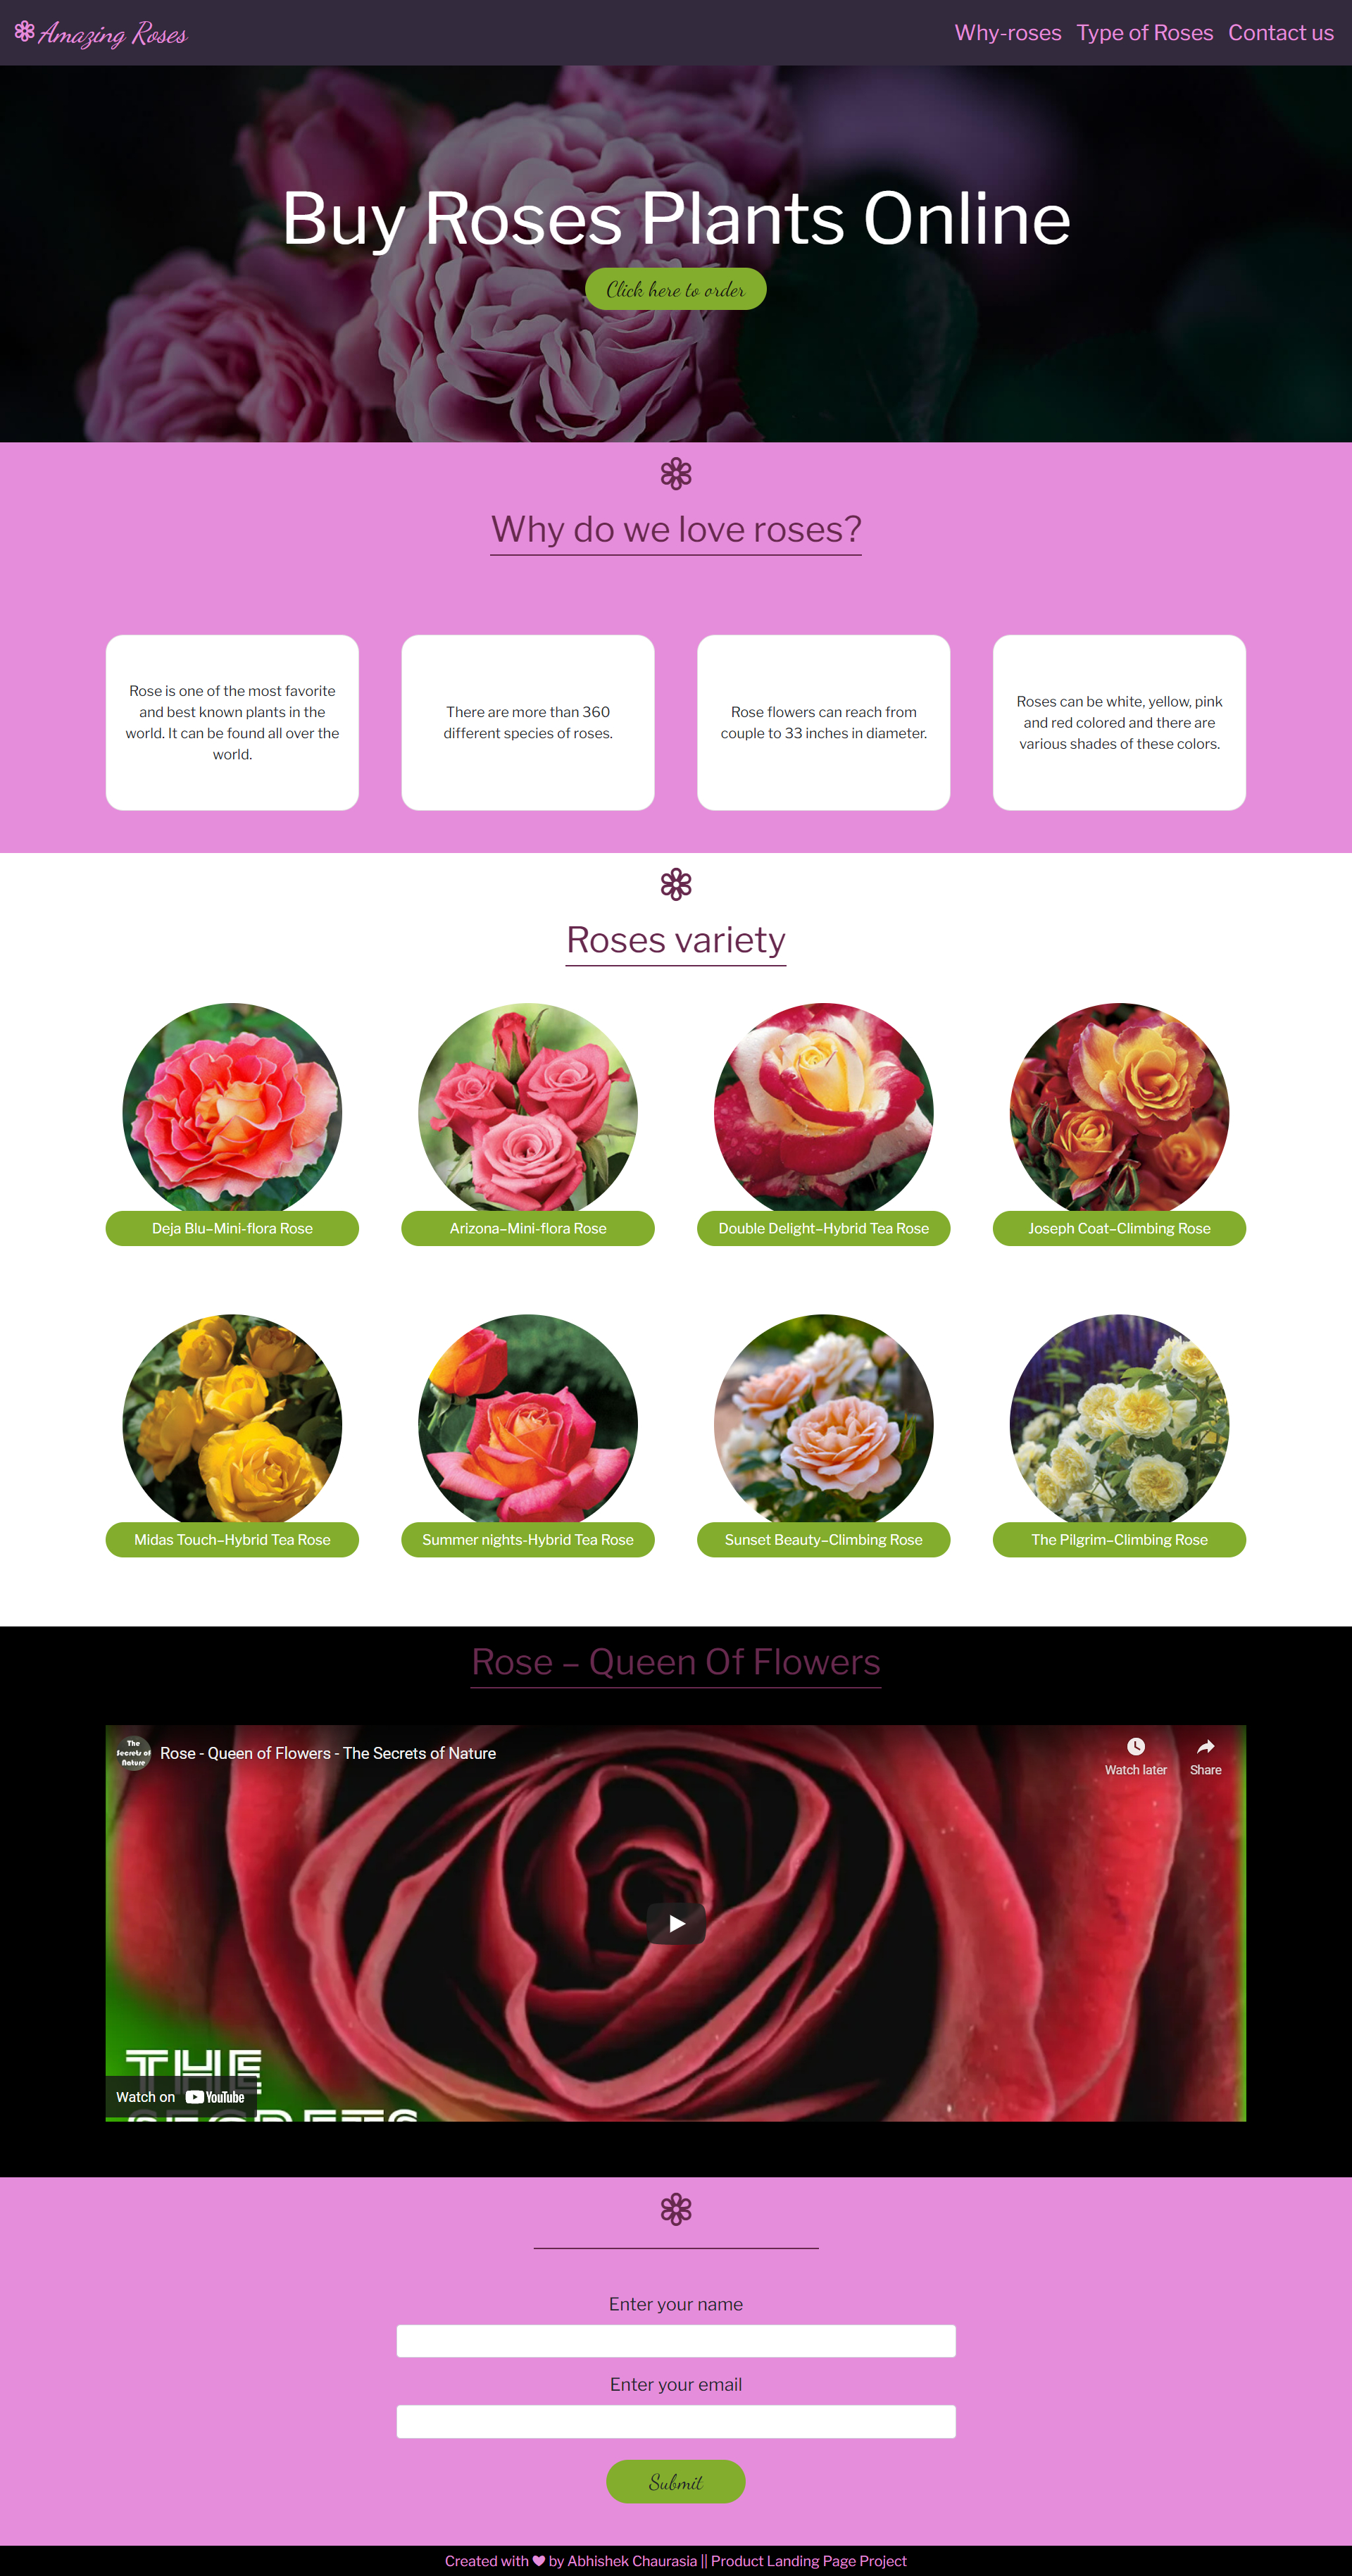 Amazing Roses
Why-roses Type of Roses Contact us
Buy Roses Plants Online
Click here to order
Why do we love roses?
Rose is one of the most favorite
and best known plants in the
world. It can be found all over the
world.
There are more than 360
different species of roses.
Rose flowers can reach from
couple to 33 inches in diameter.
Roses can be white, yellow, pink
and red colored and there are
various shades of these colors.
Roses variety
Deja Blu–Mini-flora Rose
Arizona–Mini-flora Rose
Double Delight–Hybrid Tea Rose
Joseph Coat–Climbing Rose
Midas Touch–Hybrid Tea Rose
Summer nights-Hybrid Tea Rose
Sunset Beauty–Climbing Rose
The Pilgrim–Climbing Rose
Rose – Queen Of Flowers
The
Secrets of
Nature
Rose - Queen of Flowers - The Secrets of Nature
Watch later
Share
THE
Watch on YouTube
SECRETS
Enter your name
Enter your email
Submit
Created with ♥ by Abhishek Chaurasia || Product Landing Page Project